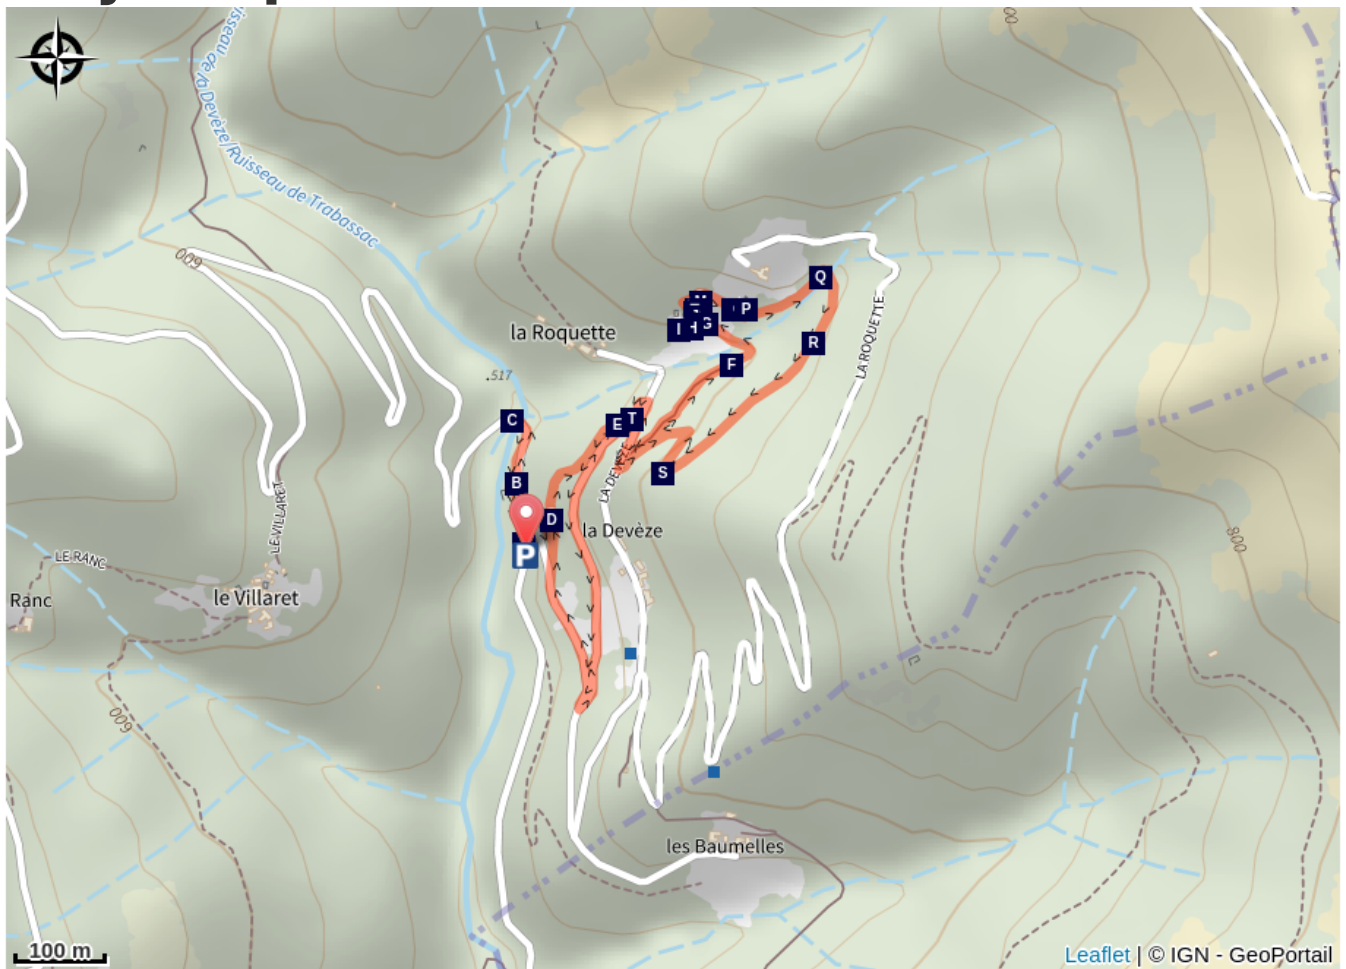 Ruisseau de la Devèze/Ruisseau de Trabassac
600
la Roquette
.517
LA ROQUETTE
Q
P
I
G
R
F
C
E
T
LA DEVÈZE
S
B
D
la Devèze
P
LE VILLARET
LE RANC
Ranc
le Villaret
800
600
les Baumelles
100 m
Leaflet | © IGN - GeoPortail